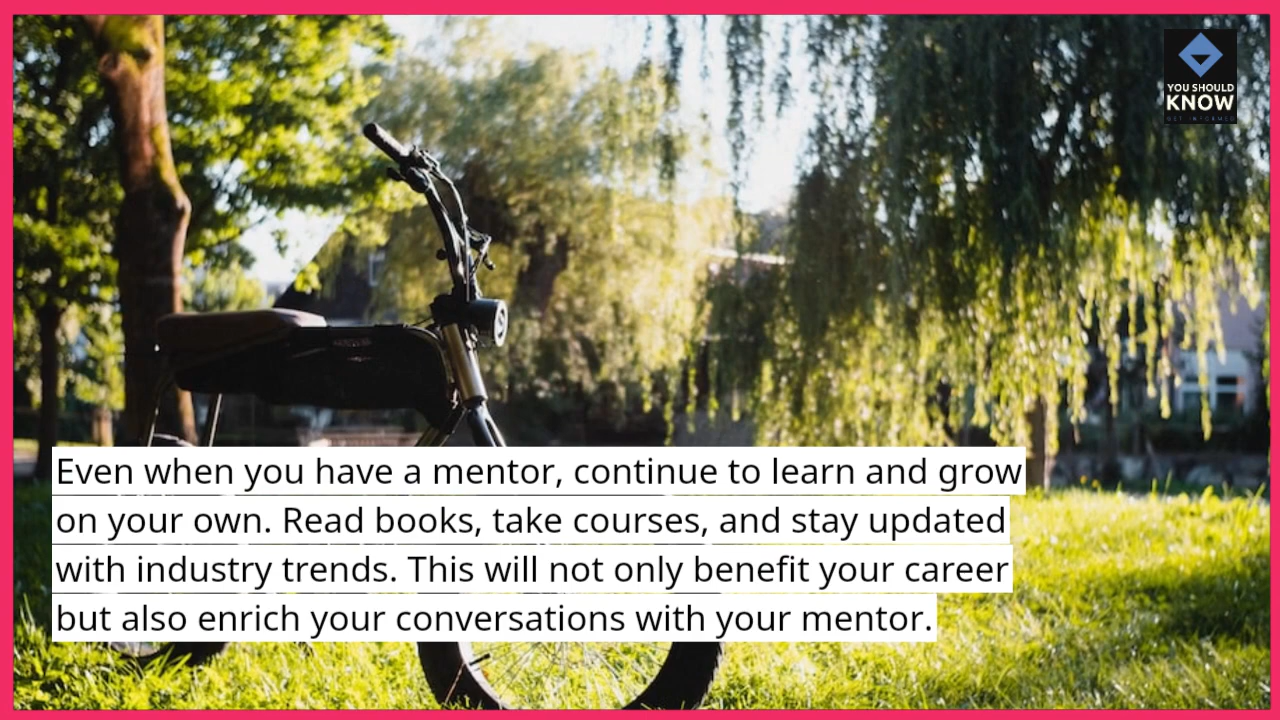 YOU SHOULD
KNOW
GET INFORMED
Even when you have a mentor, continue to learn and grow
on your own. Read books, take courses, and stay updated
with industry trends. This will not only benefit your career
but also enrich your conversations with your mentor.